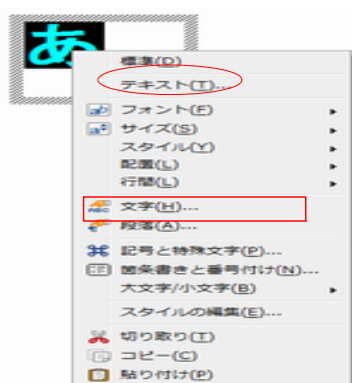 あ
標準(D)
テキスト(T)...
フォント(F)
サイズ(S)
スタイル(Y)
配置(L)
行間(L)
文字(H)...
段落(A)...
記号と特殊文字(P)...
箇条書きと番号付け(N)...
大文字/小文字(B)
スタイルの編集(E)...
切り取り(T)
コピー(C)
貼り付け(P)